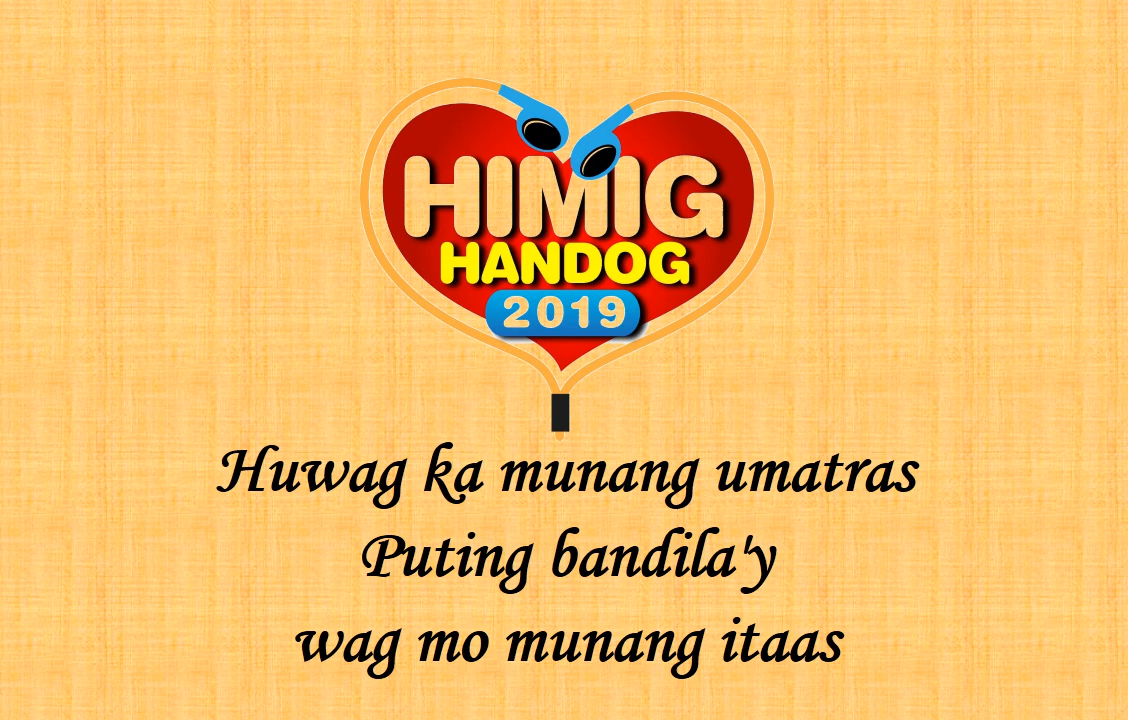 HIMIG
HANDOG
2019
Huwag ka munang umatras
Puting bandila'y
wag mo munang itaas